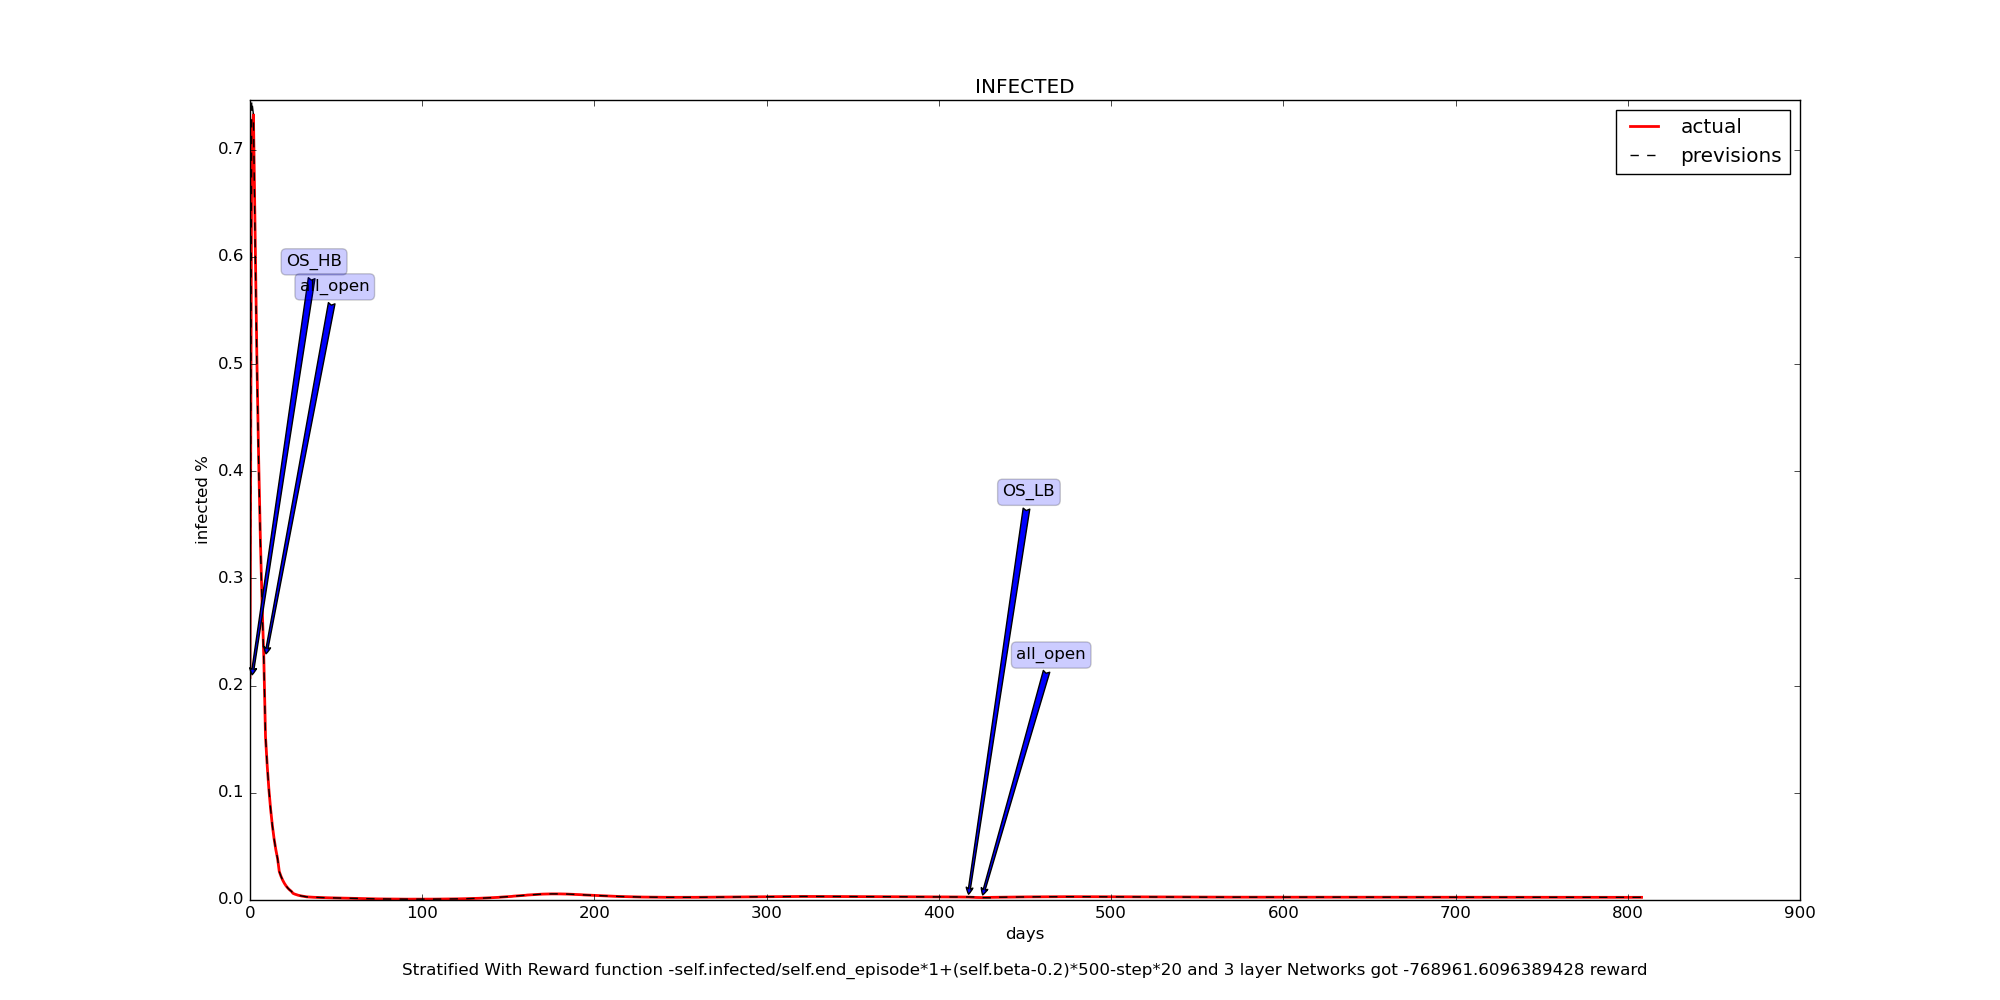 INFECTED
actual
previsions
0.7
0.6
0.5
0.4
0.3
0.2
0.1
0.0
infected %
OS_HB
all_open
OS_LB
all_open
0 100 200 300 400 500 600 700 800 900
days
Stratified With Reward function -self.infected/self.end_episode*1+(self.beta-0.2)*500-step*20 and 3 layer Networks got -768961.6096389428 reward